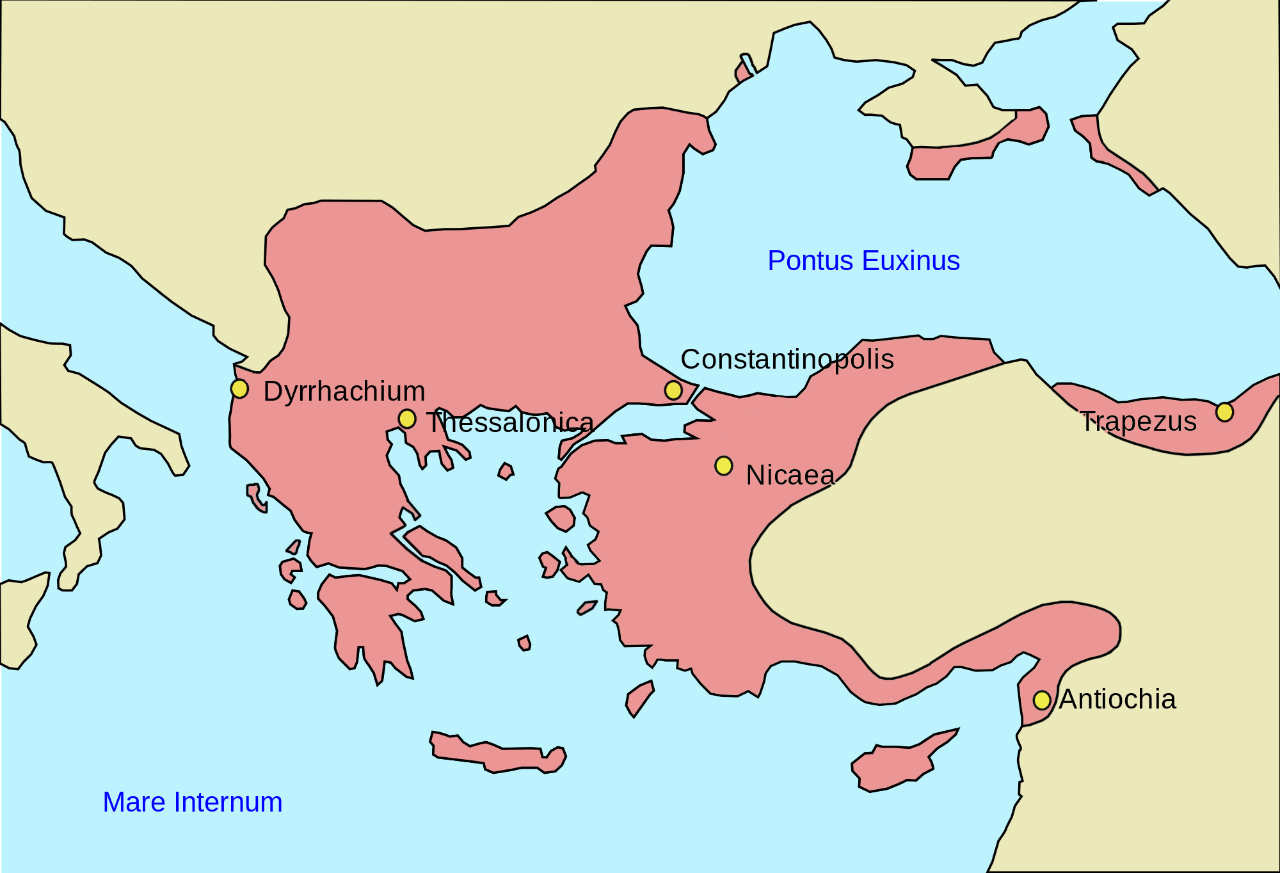 Pontus Euxinus
Constantinopolis
Dyrrhachium
Thessalonica
Trapezus
Nicaea
Antiochia
Mare Internum